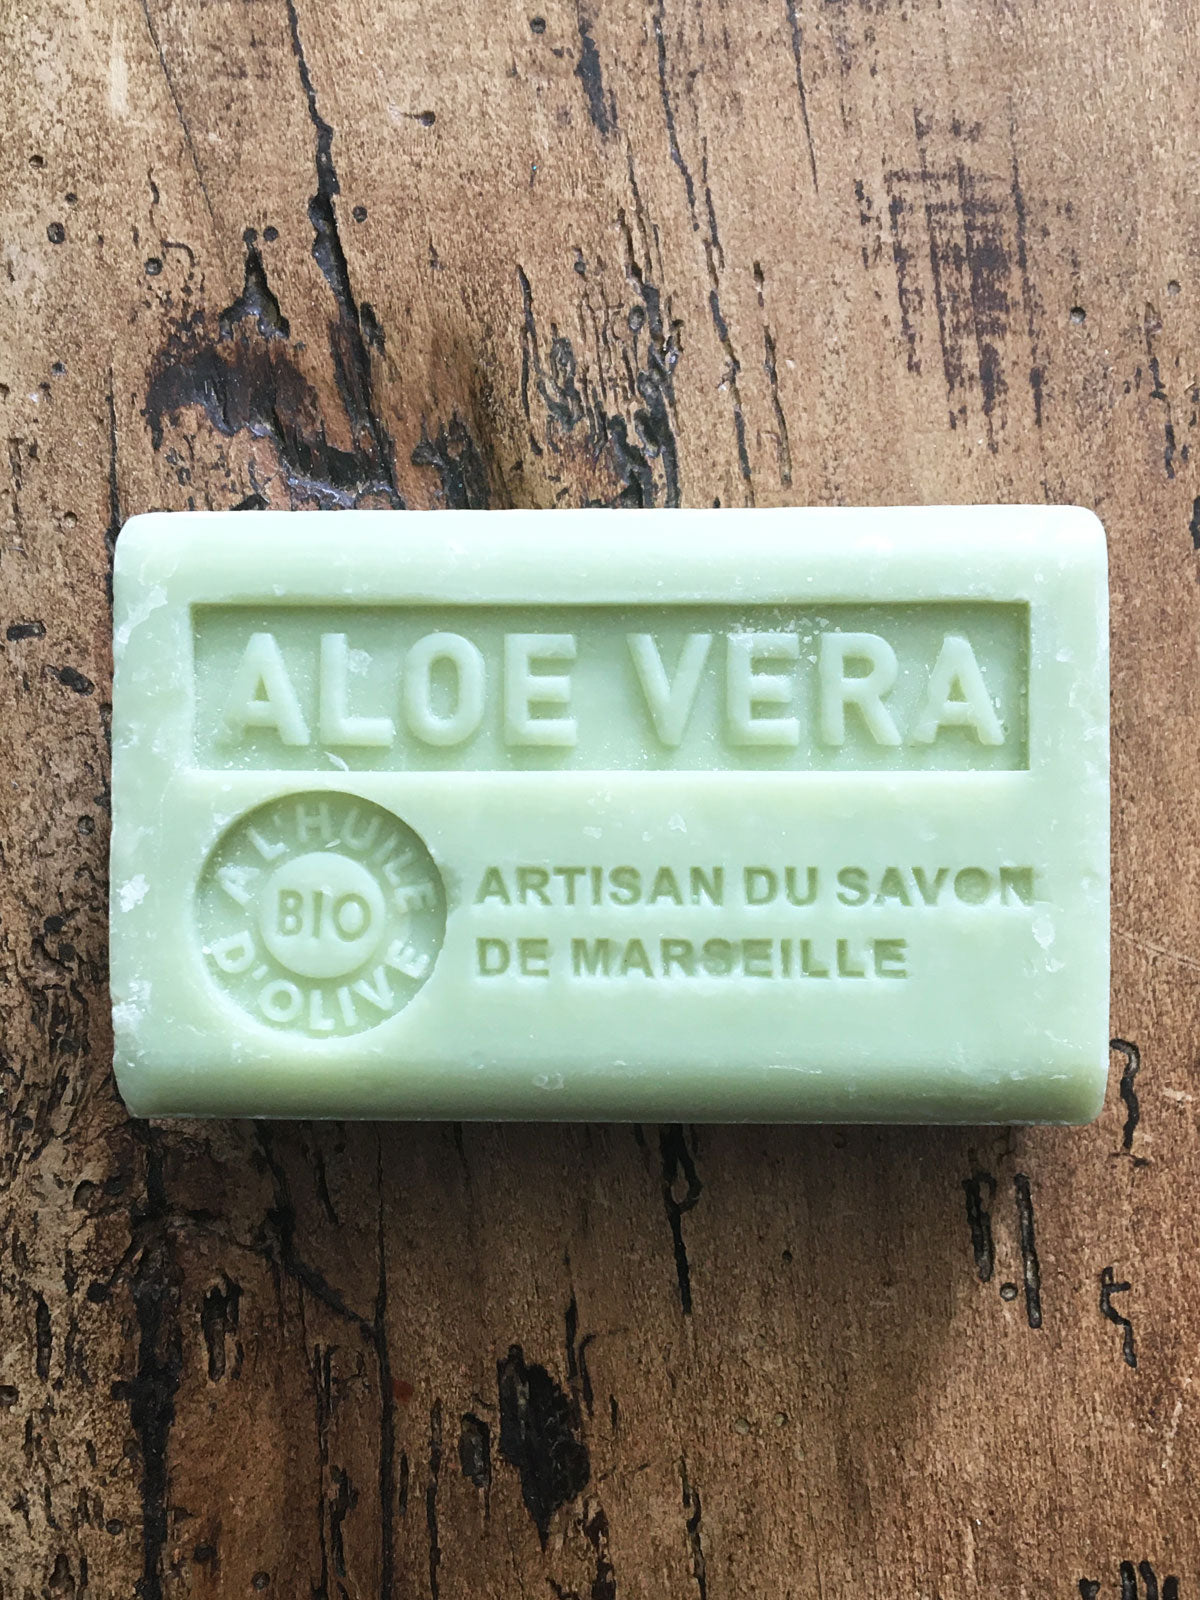 ALOE VERA
A L'HUILE
BIO
D'OLIVE
ARTISAN DU SAVON
DE MARSEILLE